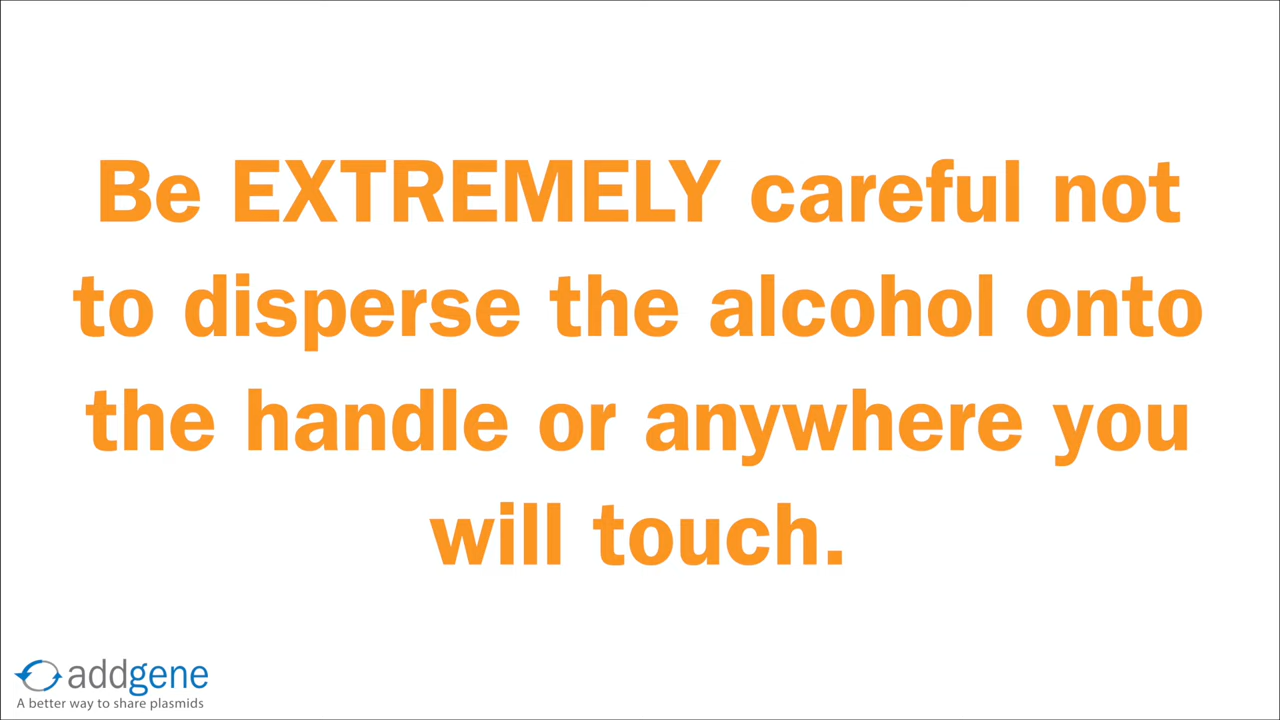 Be EXTREMELY careful not
to disperse the alcohol onto
the handle or anywhere you
will touch.
addgene
A better way to share plasmids